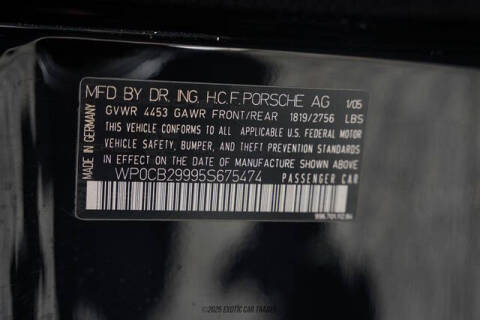 MFD BY DR. ING. H.C.F. PORSCHE AG 1/05
GVWR 4453 GAWR FRONT/REAR 1819/2756 LBS
THIS VEHICLE CONFORMS TO ALL APPLICABLE U.S. FEDERAL MOTOR
VEHICLE SAFETY, BUMPER, AND THEFT PREVENTION STANDARDS
IN EFFECT ON THE DATE OF MANUFACTURE SHOWN ABOVE.
WP0CB29995S675474 PASSENGER CAR
MADE IN GERMANY
©2025 EXOTIC CAR TRADER